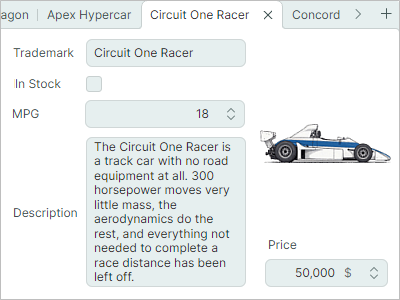 agon Apex Hypercar Circuit One Racer Concord
Trademark Circuit One Racer
In Stock
MPG 18
Description
The Circuit One Racer is
a track car with no road
equipment at all. 300
horsepower moves very
little mass, the
aerodynamics do the
rest, and everything not
needed to complete a
race distance has been
left off.
Price
50,000 $